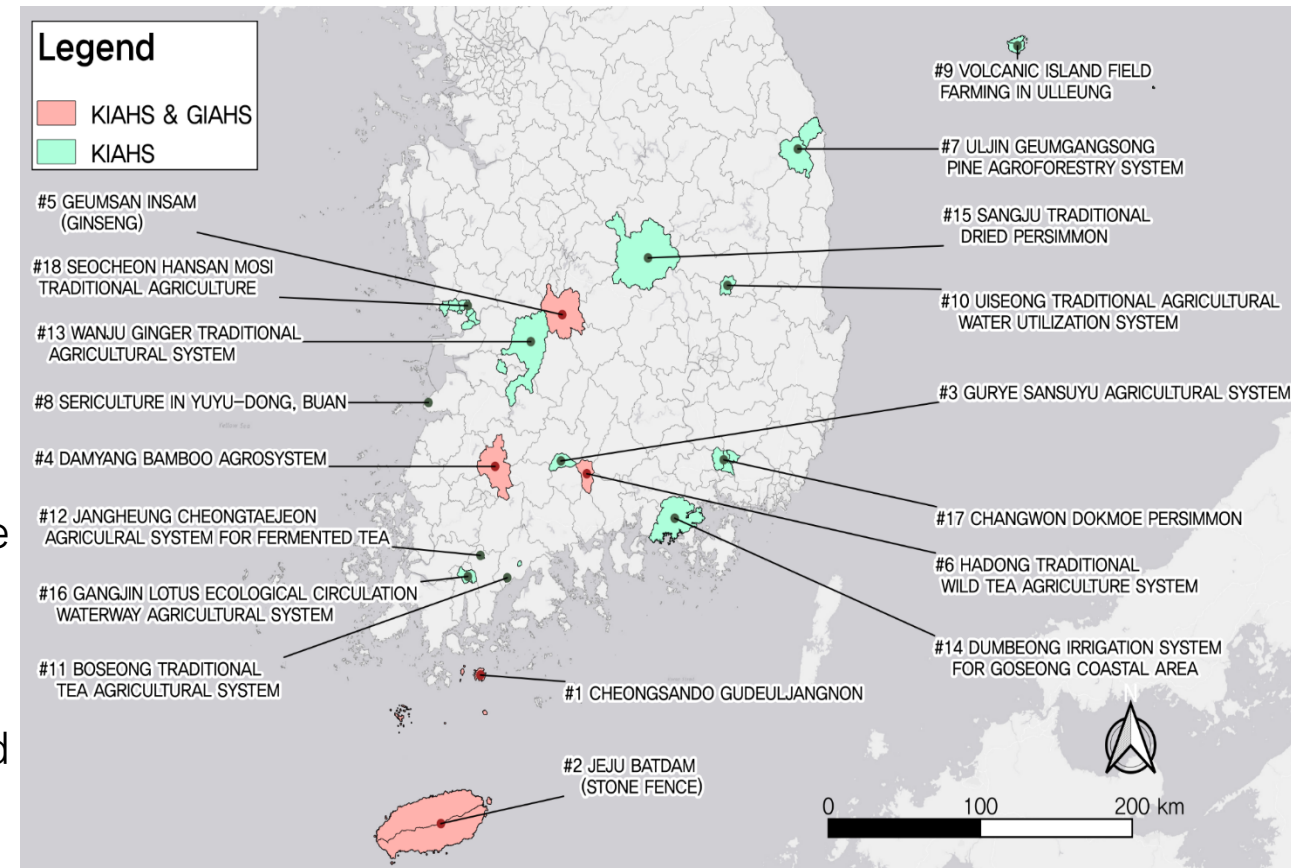 Legend
KIAHS & GIAHS
KIAHS
#5 GEUMSAN INSAM
(GINSENG)
#18 SEOCHEON HANSAN MOSI
TRADITIONAL AGRICULTURE
#13 WANJU GINGER TRADITIONAL
AGRICULTURAL SYSTEM
#8 SERICULTURE IN YUYU-DONG, BUAN
#4 DAMYANG BAMBOO AGROSYSTEM
#12 JANGHEUNG CHEONGTAEJEON
AGRICULRAL SYSTEM FOR FERMENTED TEA
#16 GANGJIN LOTUS ECOLOGICAL CIRCULATION
WATERWAY AGRICULTURAL SYSTEM
#11 BOSEONG TRADITIONAL
TEA AGRICULTURAL SYSTEM
#9 VOLCANIC ISLAND FIELD
FARMING IN ULLEUNG
#7 ULJIN GEUMGANGSONG
PINE AGROFORESTRY SYSTEM
#15 SANGJU TRADITIONAL
DRIED PERSIMMON
#10 UISEONG TRADITIONAL AGRICULTURAL
WATER UTILIZATION SYSTEM
#3 GURYE SANSUYU AGRICULTURAL SYSTEM
#17 CHANGWON DOKMOE PERSIMMON
#6 HADONG TRADITIONAL
WILD TEA AGRICULTURE SYSTEM
#14 DUMBEONG IRRIGATION SYSTEM
FOR GOSEONG COASTAL AREA
#1 CHEONGSANDO GUDEULJANGNON
#2 JEJU BATDAM
(STONE FENCE)
N
0 100 200 km
e
d